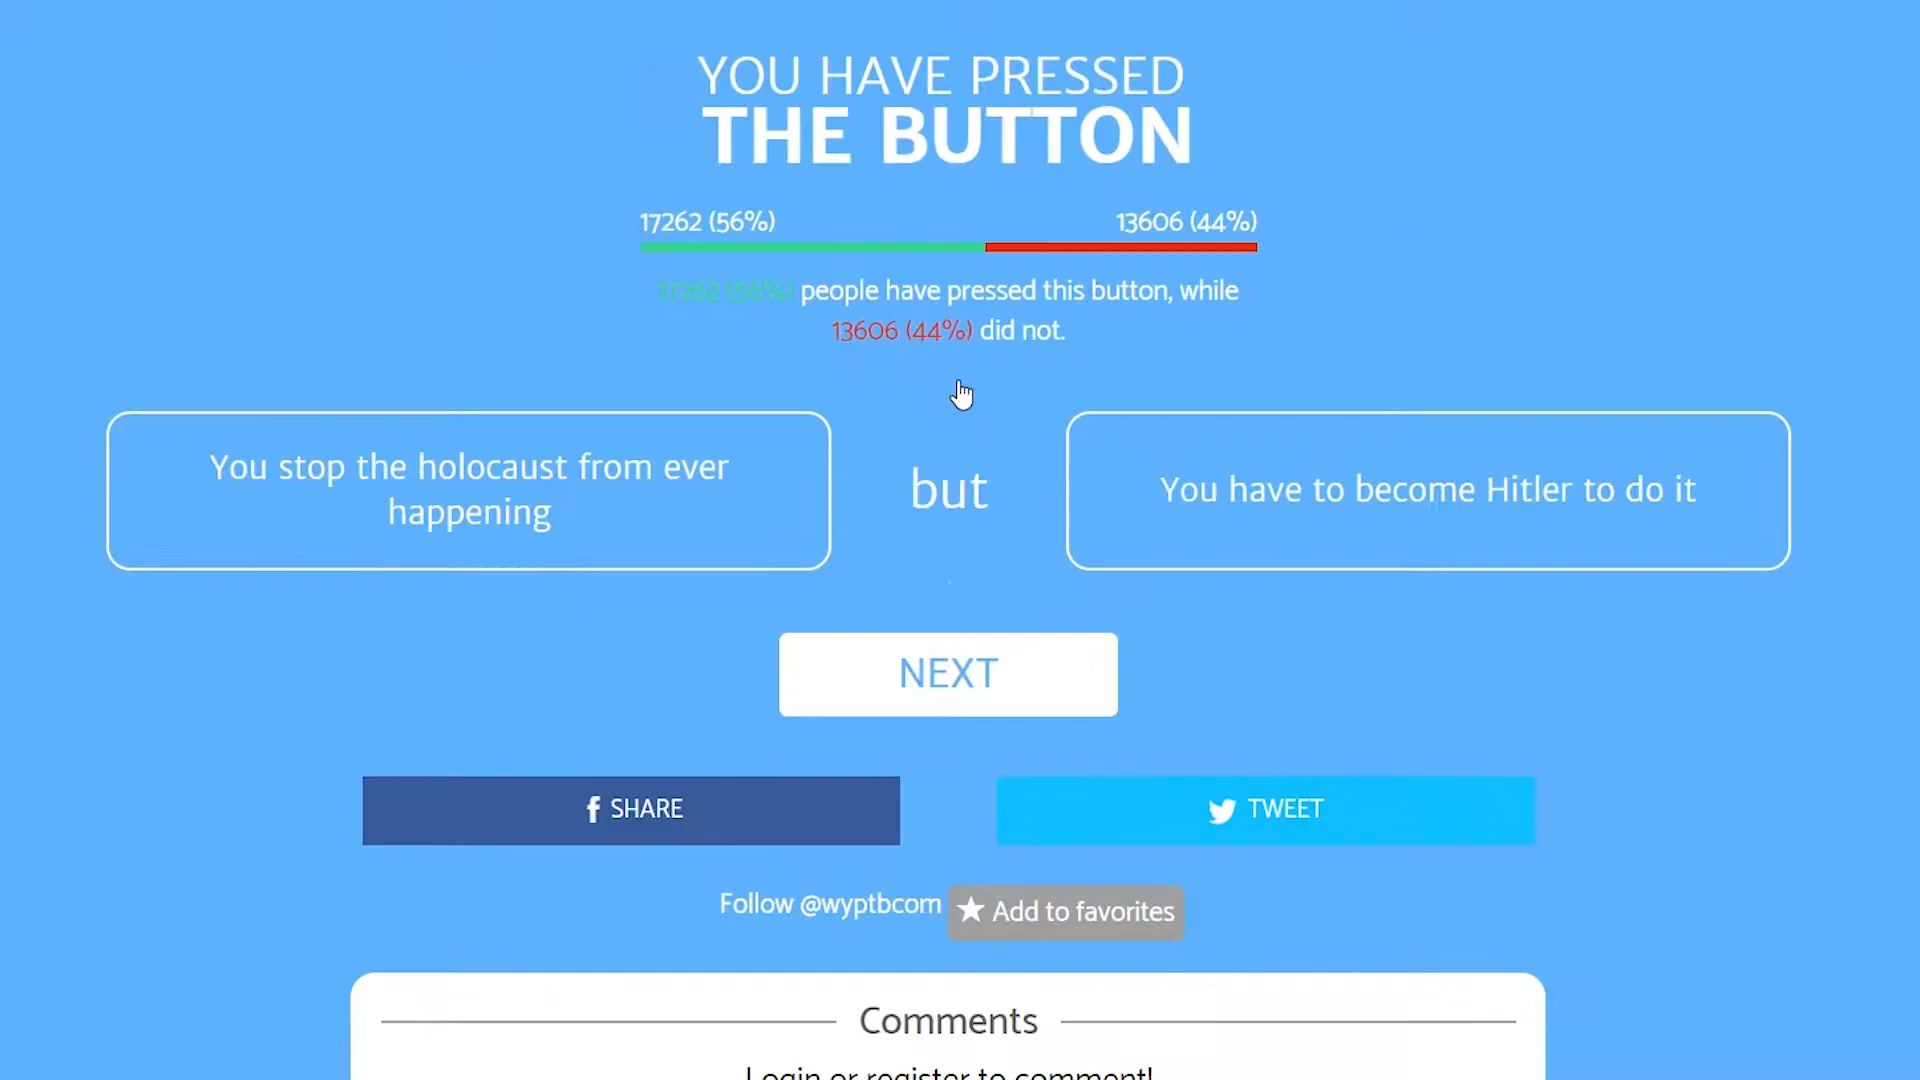 YOU HAVE PRESSED
THE BUTTON
17262 (56%) 13606 (44%)
17262 (56%) people have pressed this button, while
13606 (44%) did not.
You stop the holocaust from ever
happening
but
You have to become Hitler to do it
NEXT
SHARE
TWEET
Follow @wyptbcom
Add to favorites
Comments
Login or register to comment!